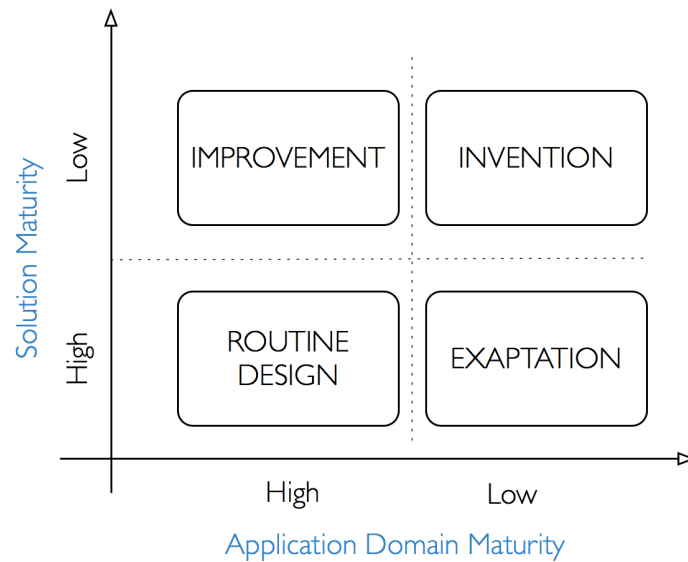 Solution Maturity
Low
High
IMPROVEMENT
INVENTION
ROUTINE
DESIGN
EXAPTATION
High
Low
Application Domain Maturity